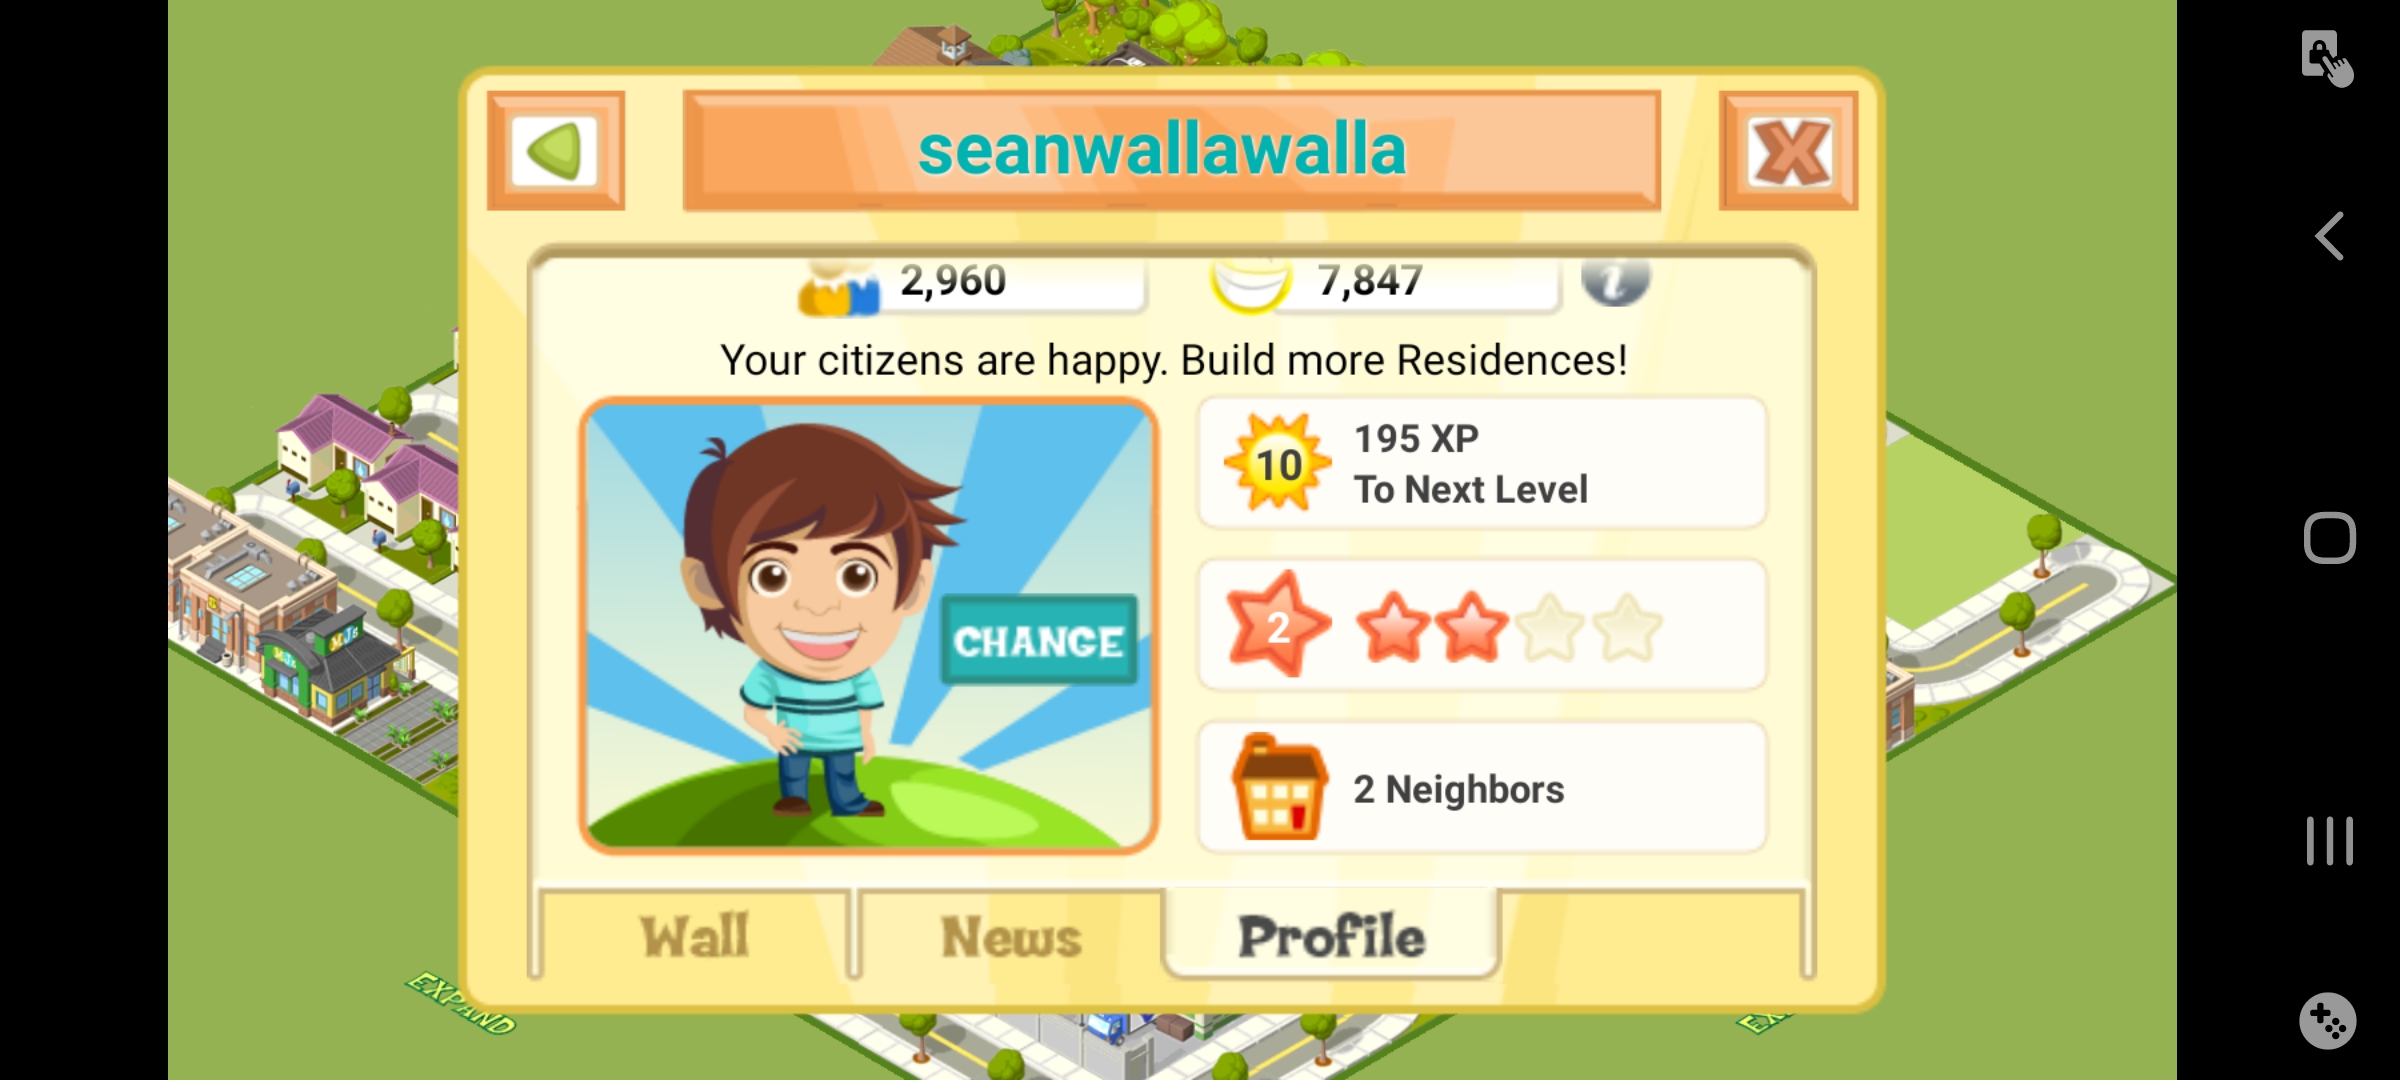 seanwallawalla
2,960
7,847
i
Your citizens are happy. Build more Residences!
10
195 XP
To Next Level
2
CHANGE
2 Neighbors
MJs
Wall
News
Profile
EXPAND